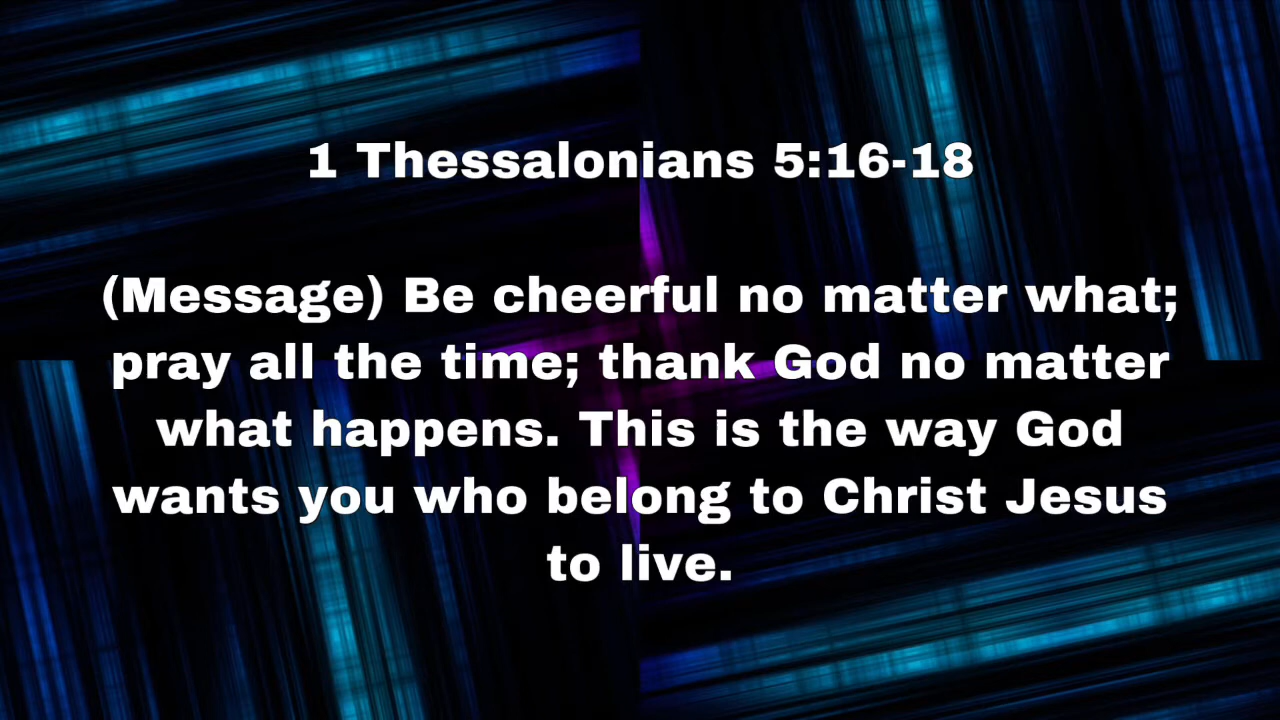 1 Thessalonians 5:16-18
(Message) Be cheerful no matter what;
pray all the time; thank God no matter
what happens. This is the way God
wants you who belong to Christ Jesus
to live.